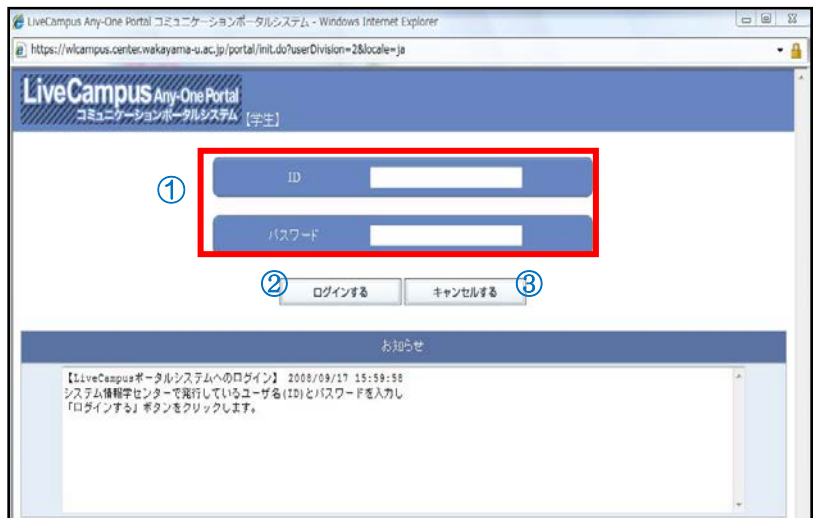 LiveCampus Any-One Portal コミュニケーションポータルシステム - Windows Internet Explorer
https://wlcampus.center.wakayama-u.ac.jp/portal/init.do?userDivision=2&locale=ja
LiveCampus Any-One Portal
コミュニケーションポータルシステム 【学生】
① ID
パスワード
② ログインする キャンセルする ③
お知らせ
【LiveCampusポータルシステムへのログイン】 2008/09/17 15:59:58
システム情報学センターで発行しているユーザ名(ID)とパスワードを入力し
「ログインする」ボタンをクリックします。